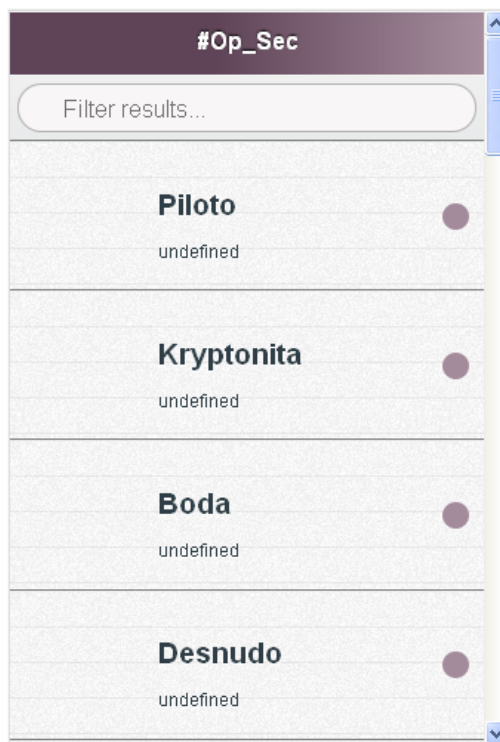 #Op_Sec
Filter results...
Piloto
undefined
Kryptonita
undefined
Boda
undefined
Desnudo
undefined